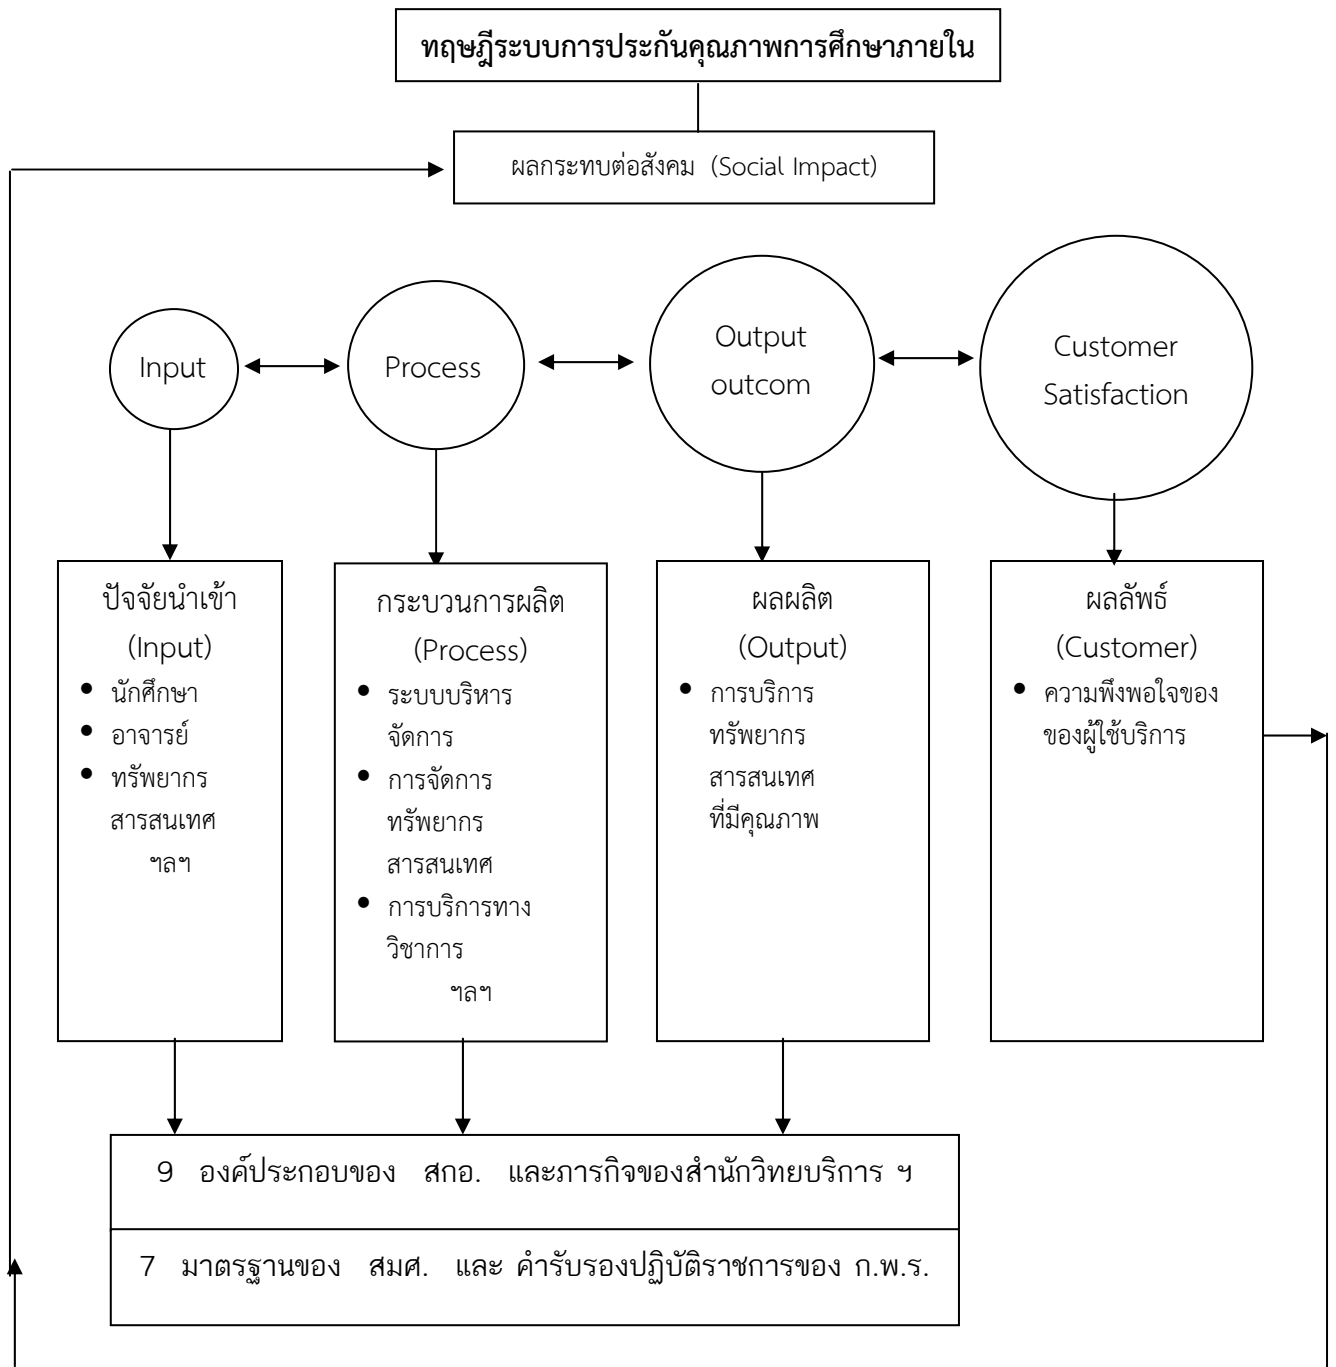 ทฤษฎีระบบการประกันคุณภาพการศึกษาภายใน
ผลกระทบต่อสังคม (Social Impact)
Input
Process
Output
outcom
Customer
Satisfaction
ปัจจัยนำเข้า
(Input)
• นักศึกษา
• อาจารย์
• ทรัพยากร
สารสนเทศ
ฯลฯ
กระบวนการผลิต
(Process)
• ระบบบริหาร
จัดการ
• การจัดการ
ทรัพยากร
สารสนเทศ
• การบริการทาง
วิชาการ
ฯลฯ
ผลผลิต
(Output)
• การบริการ
ทรัพยากร
สารสนเทศ
ที่มีคุณภาพ
ผลลัพธ์
(Customer)
• ความพึงพอใจของ
ของผู้ใช้บริการ
9 องค์ประกอบของ สกอ. และภารกิจของสำนักวิทยบริการ ฯ
7 มาตรฐานของ สมศ. และ คำรับรองปฏิบัติราชการของ ก.พ.ร.